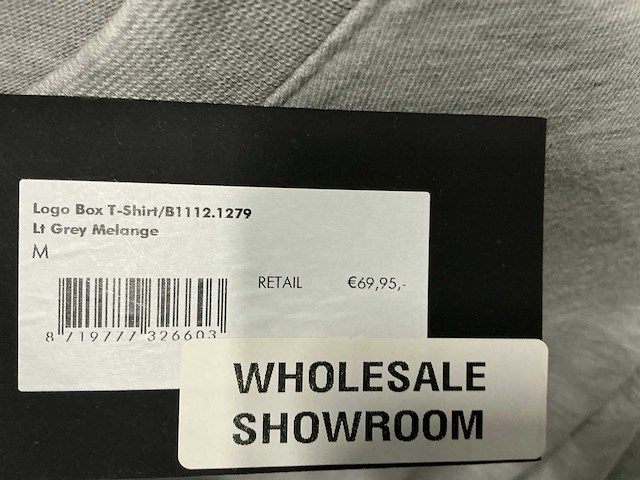 Logo Box T-Shirt/B1112.1279
Lt Grey Melange
M
RETAIL €69,95,-
8 719777 326603
WHOLESALE
SHOWROOM